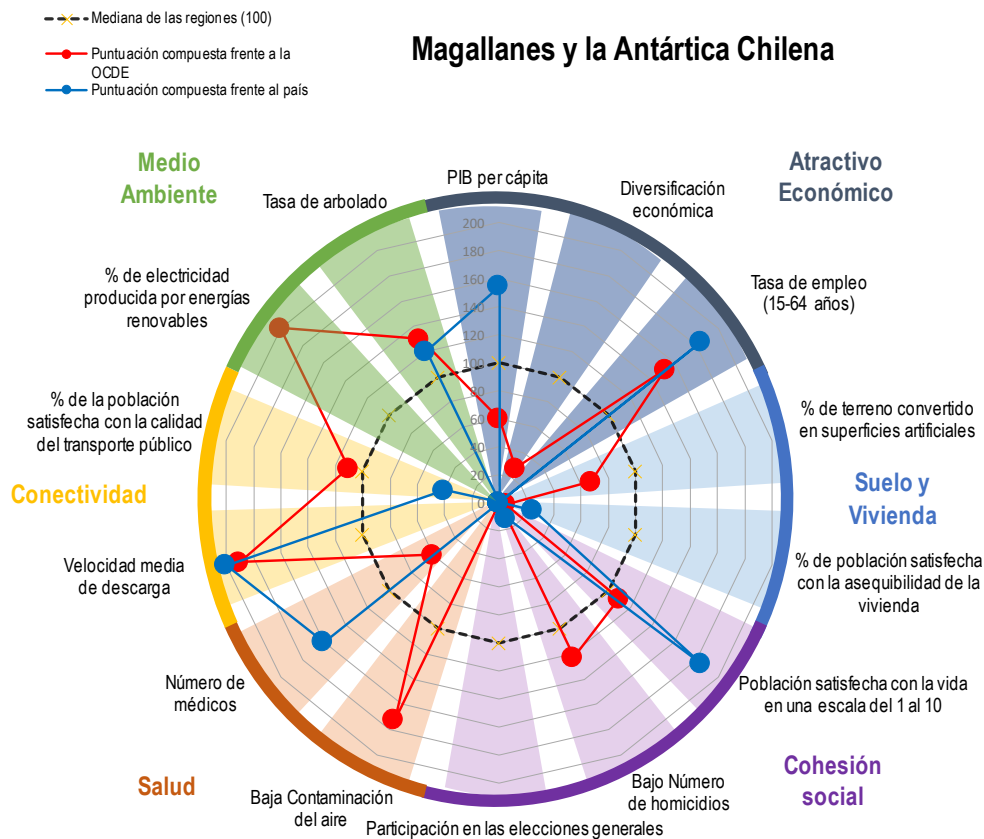 Mediana de las regiones (100)
Puntuación compuesta frente a la
OCDE
Puntuación compuesta frente al país
Magallanes y la Antártica Chilena
Medio
Ambiente
Atractivo
Económico
PIB per cápita
Diversificación
económica
Tasa de arbolado
Tasa de empleo
(15-64 años)
% de electricidad
producida por energías
renovables
200
180
160
140
120
100
80
60
40
20
0
% de la población
satisfecha con la calidad
del transporte público
% de terreno convertido
en superficies artificiales
Conectividad
Suelo y
Vivienda
Velocidad media
de descarga
% de población satisfecha
con la asequibilidad de la
vivienda
Número de
médicos
Población satisfecha con la vida
en una escala del 1 al 10
Salud
Cohesión
social
Baja Contaminación
del aire
Bajo Número
de homicidios
Participación en las elecciones generales